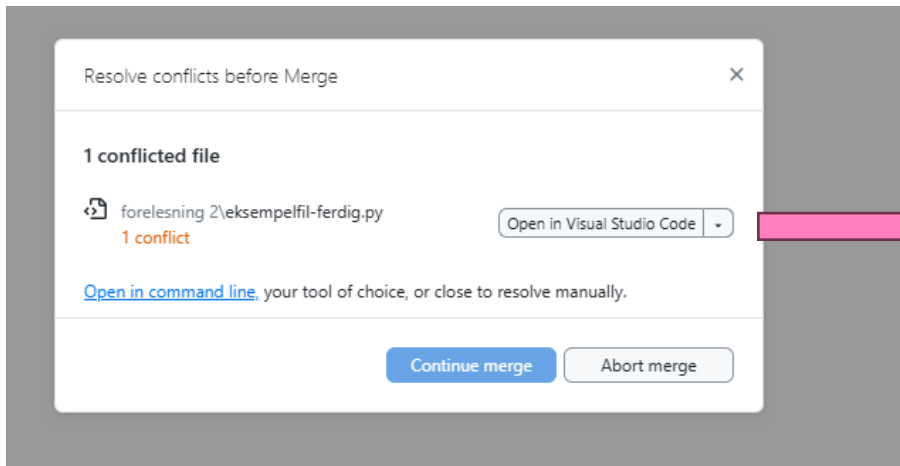 Resolve conflicts before Merge
1 conflicted file
forelesning 2\eksempelfil-ferdig.py
Open in Visual Studio Code
1 conflict
Open in command line, your tool of choice, or close to resolve manually.
Continue merge
Abort merge